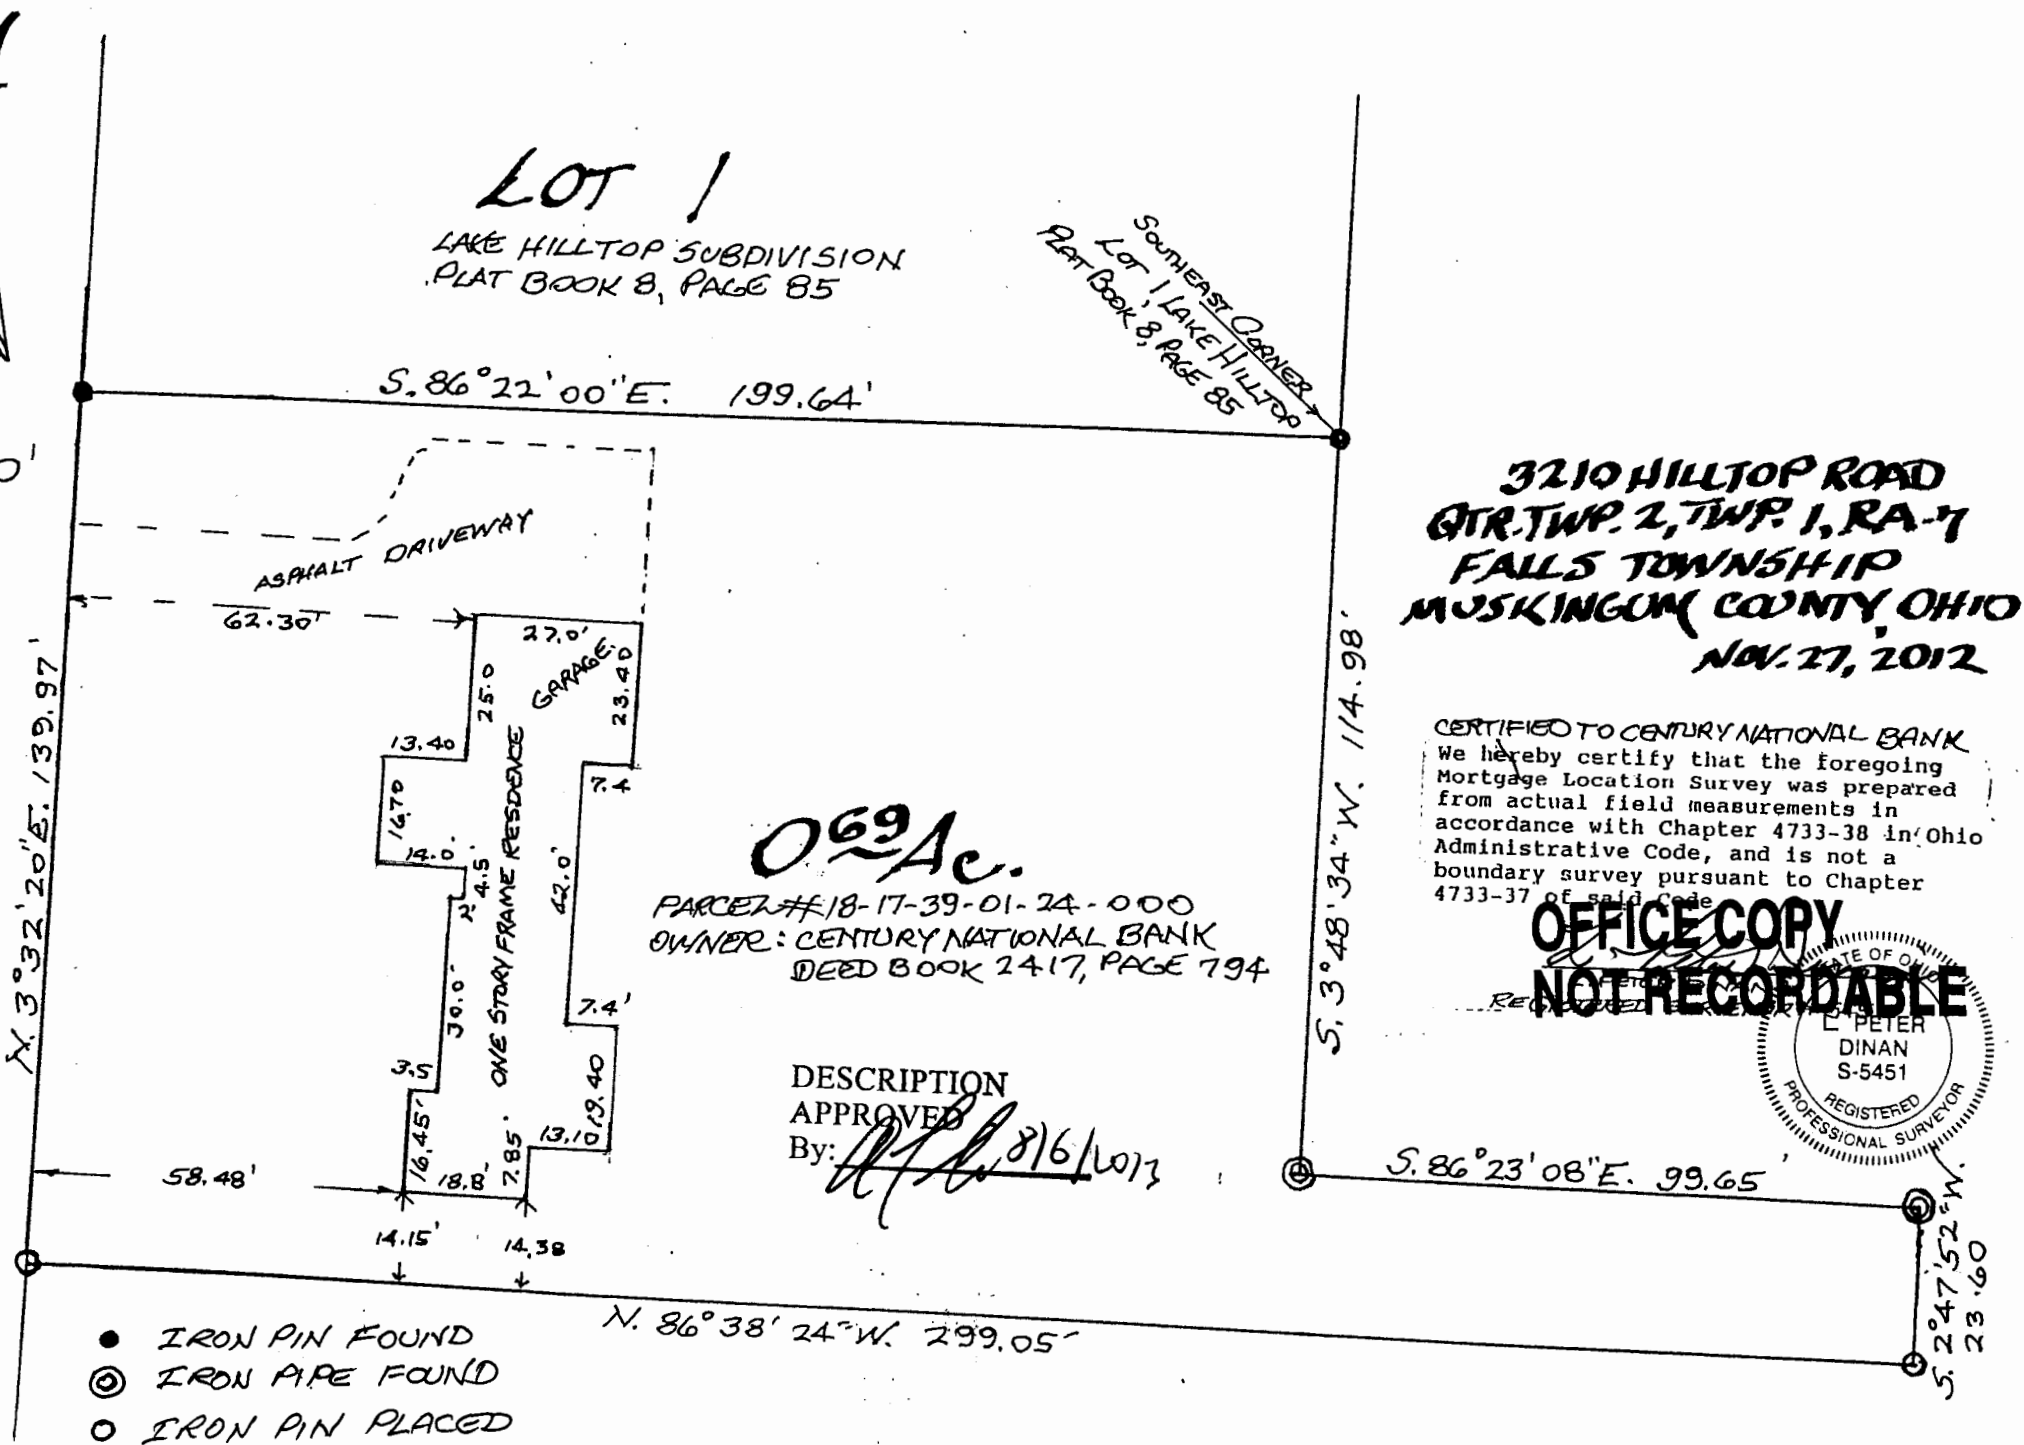 LOT 1
LAKE HILLTOP SUBDIVISION
PLAT BOOK 8, PAGE 85
SOUTHEAST CORNER
LOT 1 LAKE HILLTOP
PLAT BOOK 8, PAGE 85
S. 86°22'00"E. 199.64'
0'
3210 HILLTOP ROAD
QTR. TWP. 2, TWP. 1, RA-7
FALLS TOWNSHIP
MUSKINGUM COUNTY, OHIO
NOV. 27, 2012
ASPHALT DRIVEWAY
62.30'
27.0'
GARAGE
25.0
23.40
13.40
7.4
16.70
14.0
4.5'
2'
42.0'
ONE STORY FRAME RESDENCE
30.0'
7.4'
3.5
19.40
16.45'
13.10
7.85'
18.8
58.48'
14.15'
14.38
N. 3°32'20"E. 139.97'
S. 3°48'34"W. 114.98'
0.69 Ac.
PARCEL # 18-17-39-01-24-000
OWNER: CENTURY NATIONAL BANK
DEED BOOK 2417, PAGE 794
DESCRIPTION
APPROVED
By: 8/6/2013
CERTIFIED TO CENTURY NATIONAL BANK
We hereby certify that the foregoing
Mortgage Location Survey was prepared
from actual field measurements in
accordance with Chapter 4733-38 in Ohio
Administrative Code, and is not a
boundary survey pursuant to Chapter
4733-37 of said Code
OFFICE COPY
NOT RECORDABLE
REGISTERED
STATE OF OHIO
L PETER
DINAN
S-5451
REGISTERED
PROFESSIONAL SURVEYOR
S. 86°23'08"E. 99.65'
S. 2°47'52"W.
23.60
N. 86°38'24"W. 299.05'
IRON PIN FOUND
IRON PIPE FOUND
IRON PIN PLACED